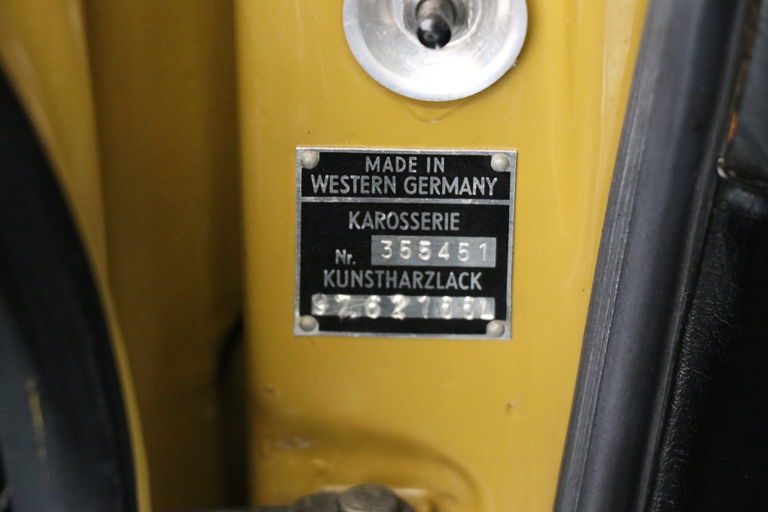 MADE IN
WESTERN GERMANY
KAROSSERIE
Nr. 355451
KUNSTHARZLACK